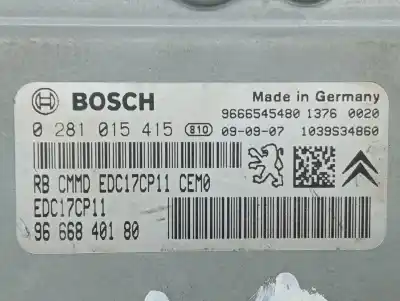 BOSCH
Made in Germany
9666545480 1376 0020
0 281 015 415 810 09-09-07 1039S34860
RB CMMD EDC17CP11 CEM0
EDC17CP11
96 668 401 80